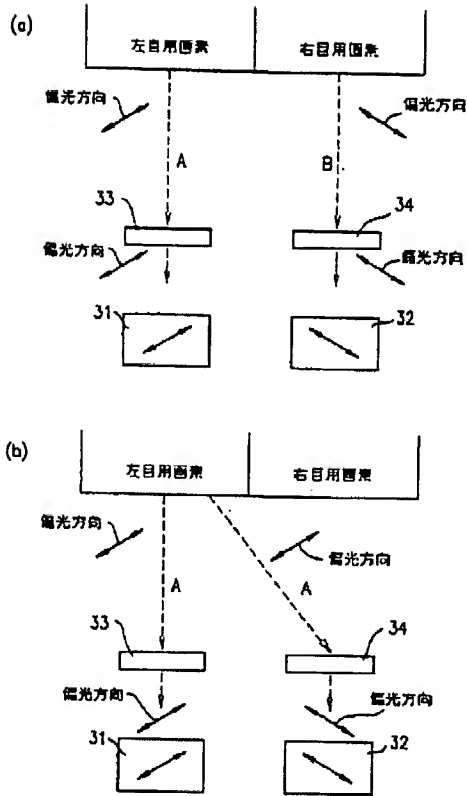 (a)
左目用画素 右目用画素
偏光方向 偏光方向
A B
33 34
偏光方向 偏光方向
31 32
(b)
左目用画素 右目用画素
偏光方向
偏光方向
A A
33 34
偏光方向 偏光方向
31 32